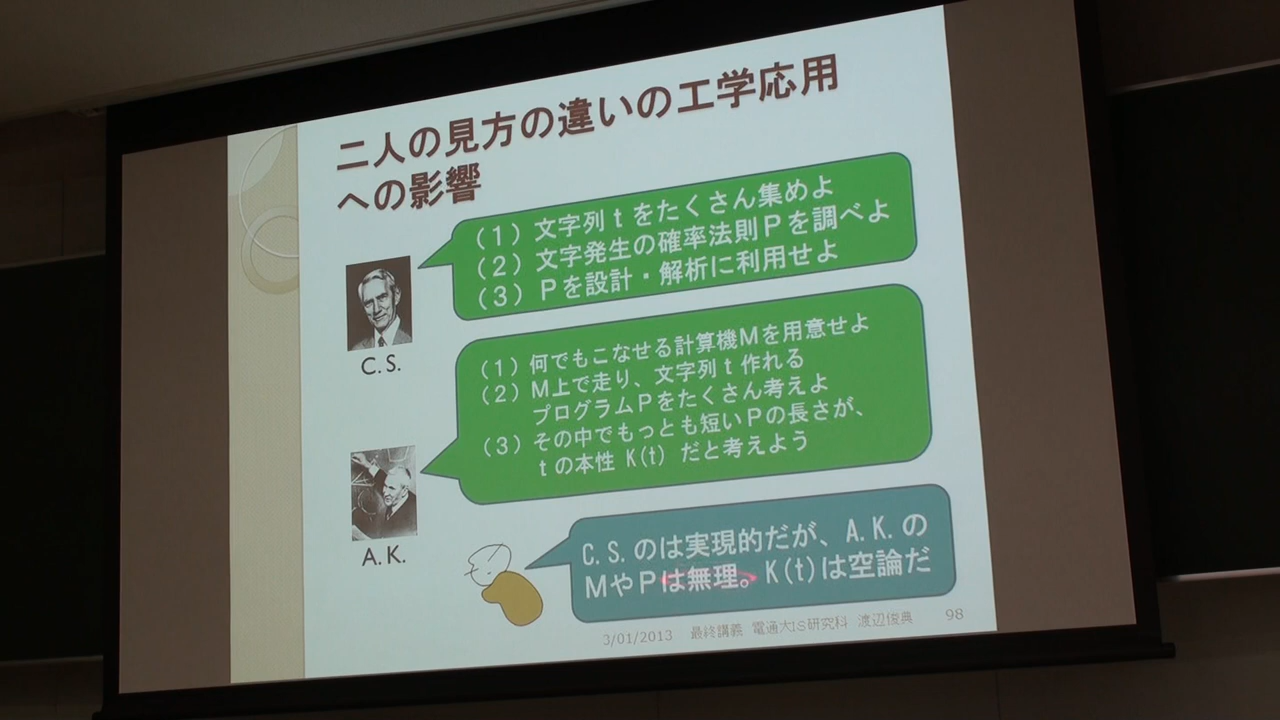 二人の見方の違いの工学応用
への影響
（１）文字列ｔをたくさん集めよ
（２）文字発生の確率法則Ｐを調べよ
（３）Ｐを設計・解析に利用せよ
C.S.
（１）何でもこなせる計算機Ｍを用意せよ
（２）Ｍ上で走り、文字列ｔ作れる
プログラムＰをたくさん考えよ
（３）その中でもっとも短いＰの長さが、
ｔの本性 K(t) だと考えよう
A.K.
C.S.のは実現的だが、A.K.の
ＭやＰは無理。K(t)は空論だ
3/01/2013 最終講義 電通大IS研究科 渡辺俊典 98